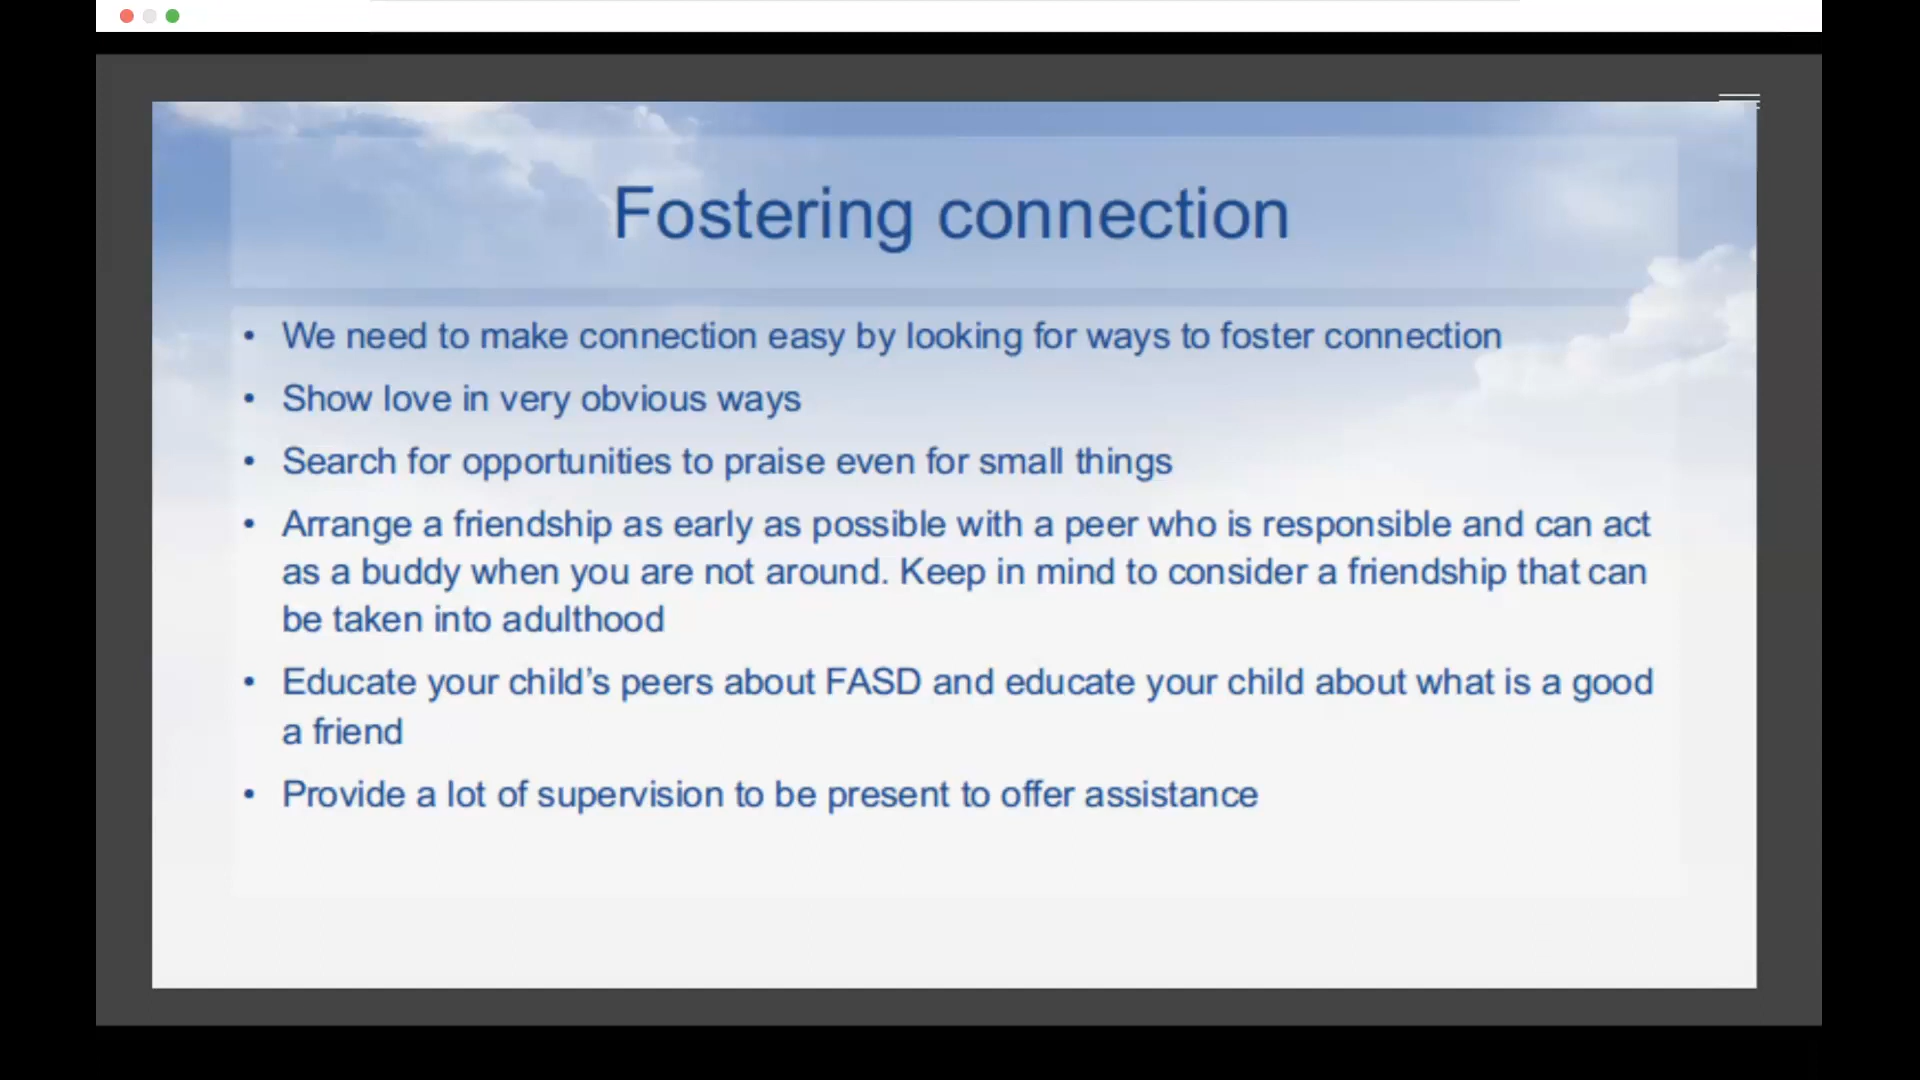 Fostering connection
• We need to make connection easy by looking for ways to foster connection
• Show love in very obvious ways
• Search for opportunities to praise even for small things
• Arrange a friendship as early as possible with a peer who is responsible and can act
as a buddy when you are not around. Keep in mind to consider a friendship that can
be taken into adulthood
• Educate your child’s peers about FASD and educate your child about what is a good
a friend
• Provide a lot of supervision to be present to offer assistance